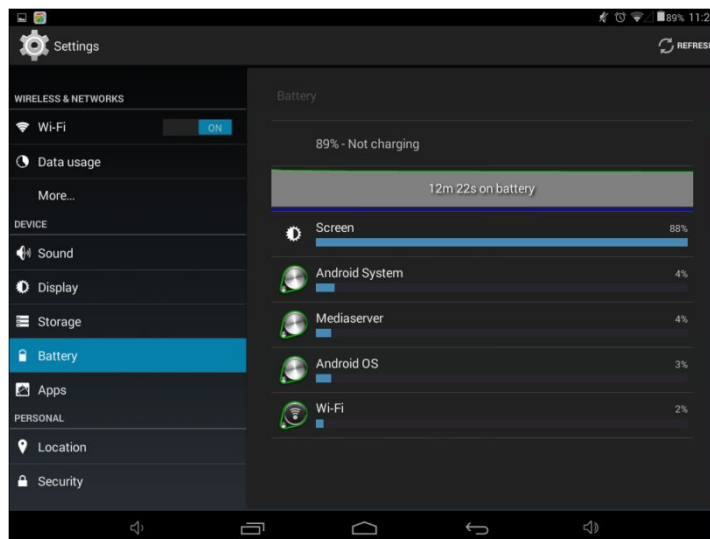 89% 11:2
Settings
REFRES
WIRELESS & NETWORKS
Wi-Fi
ON
Data usage
More...
DEVICE
Sound
Display
Storage
Battery
Apps
PERSONAL
Location
Security
Battery
89% - Not charging
12m 22s on battery
Screen 88%
Android System 4%
Mediaserver 4%
Android OS 3%
Wi-Fi 2%